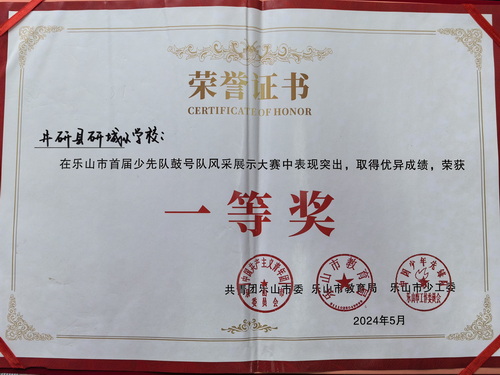 荣誉证书
CERTIFICATE OF HONOR
井研县研城小学校：
在乐山市首届少先队鼓号队风采展示大赛中表现突出，取得优异成绩，荣获
一等奖
共青团乐山市委 乐山市教育局 乐山市少工委
2024年5月